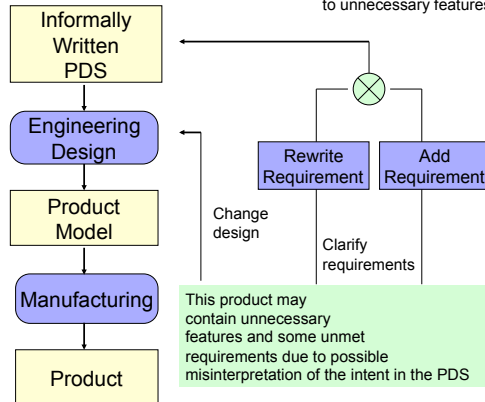 to unnecessary features
Informally
Written
PDS
Engineering
Design
Rewrite
Requirement
Add
Requirement
Product
Model
Change
design
Clarify
requirements
Manufacturing
This product may
contain unnecessary
features and some unmet
requirements due to possible
misinterpretation of the intent in the PDS
Product